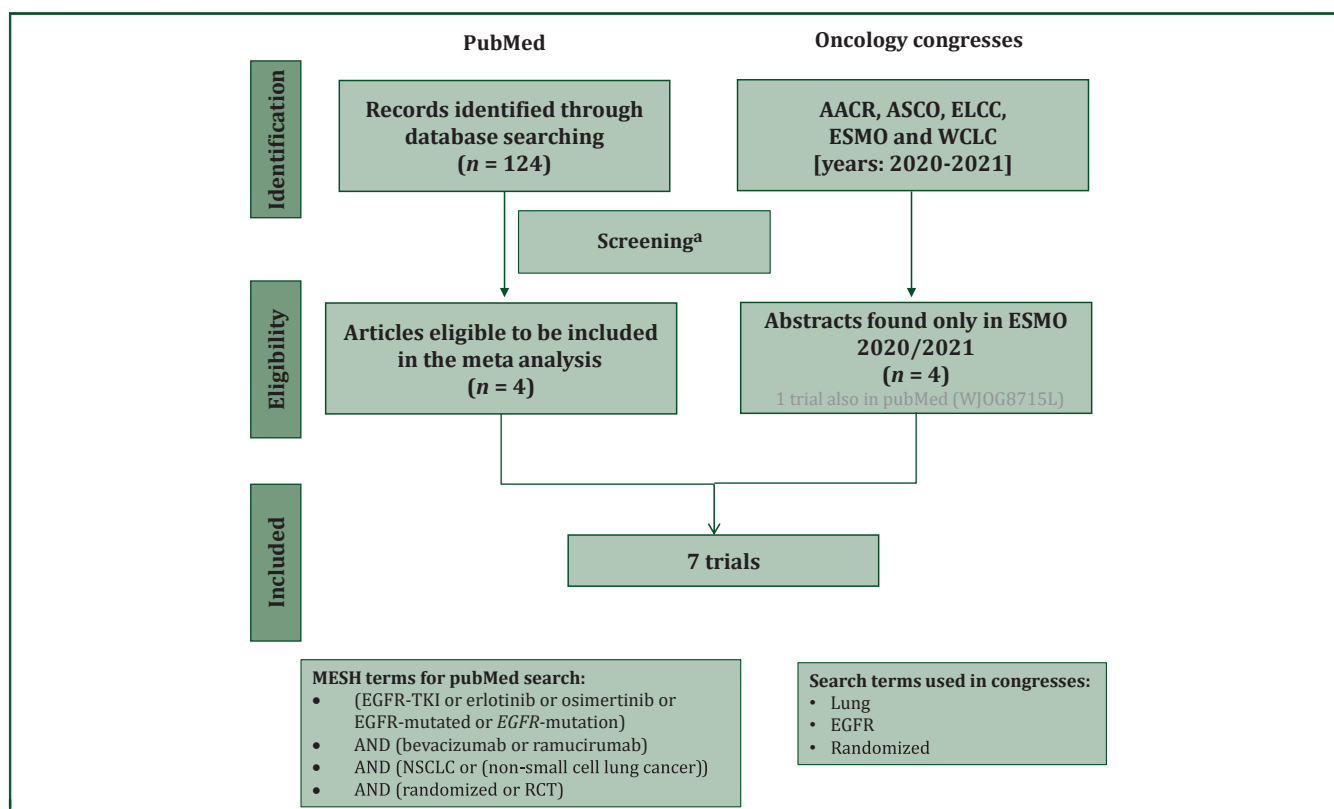 PubMed
Oncology congresses
Identification
Records identified through
database searching
(n = 124)
AACR, ASCO, ELCC,
ESMO and WCLC
[years: 2020-2021]
Screeningᵃ
Eligibility
Articles eligible to be included
in the meta analysis
(n = 4)
Abstracts found only in ESMO
2020/2021
(n = 4)
1 trial also in pubMed (WJOG8715L)
Included
7 trials
MESH terms for pubMed search:
• (EGFR-TKI or erlotinib or osimertinib or
EGFR-mutated or EGFR-mutation)
• AND (bevacizumab or ramucirumab)
• AND (NSCLC or (non-small cell lung cancer))
• AND (randomized or RCT)
Search terms used in congresses:
• Lung
• EGFR
• Randomized